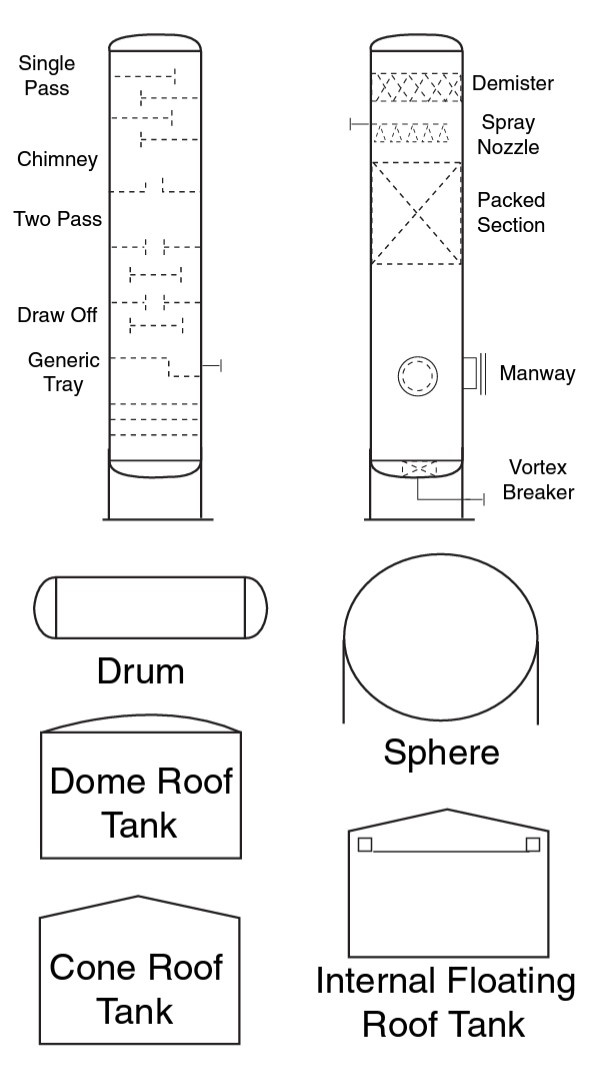 Single
Pass
Chimney
Two Pass
Draw Off
Generic
Tray
Demister
Spray
Nozzle
Packed
Section
Manway
Vortex
Breaker
Drum
Sphere
Dome Roof
Tank
Cone Roof
Tank
Internal Floating
Roof Tank